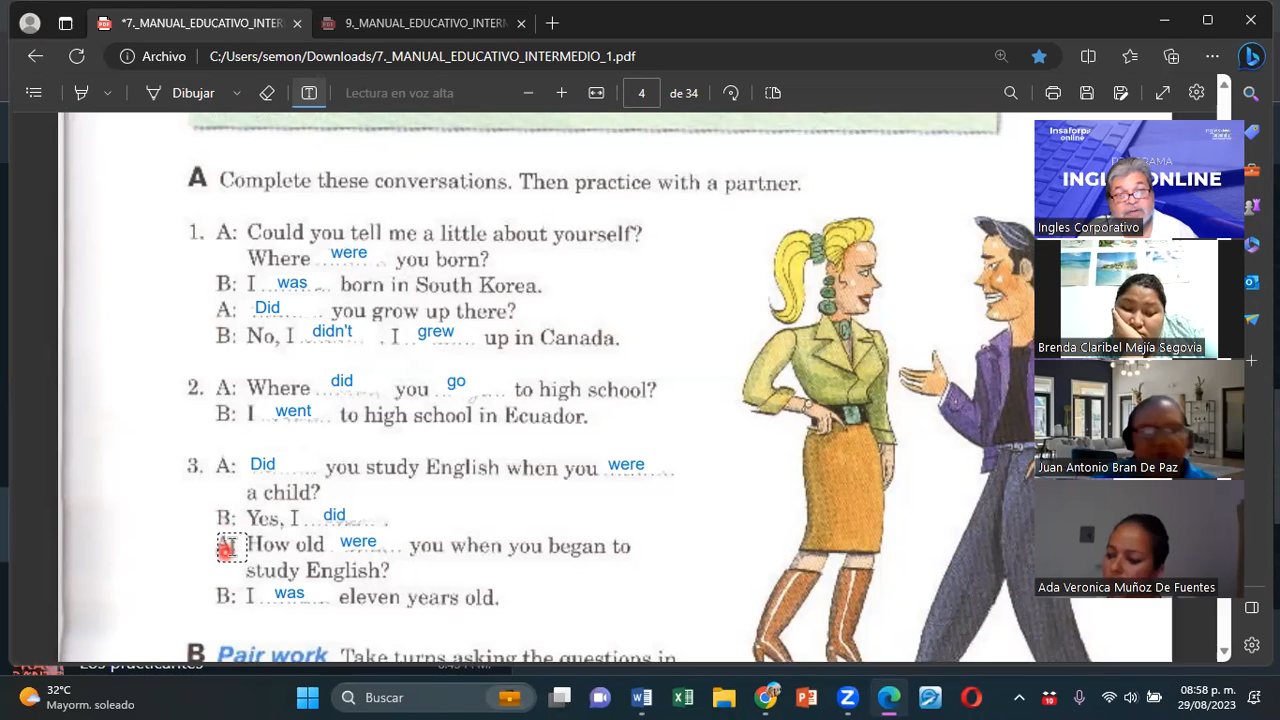 *7._MANUAL_EDUCATIVO_INTER
9._MANUAL_EDUCATIVO_INTERM
Archivo
C:/Users/semon/Downloads/7._MANUAL_EDUCATIVO_INTERMEDIO_1.pdf
Dibujar
Lectura en voz alta
4
de 34
A Complete these conversations. Then practice with a partner.
1. A: Could you tell me a little about yourself?
Where were you born?
B: I was born in South Korea.
A: Did you grow up there?
B: No, I didn't . I grew up in Canada.
2. A: Where did you go to high school?
B: I went to high school in Ecuador.
3. A: Did you study English when you were
a child?
B: Yes, I did .
How old were you when you began to
study English?
B: I was eleven years old.
B Pair work Take turns asking the questions in
Insaforp
online
Ingles Corporativo
Brenda Claribel Mejía Segovia
Juan Antonio Bran De Paz
Ada Veronica Muñoz De Fuentes
32°C
Mayorm. soleado
Buscar
10
08:58 p. m.
29/08/2023